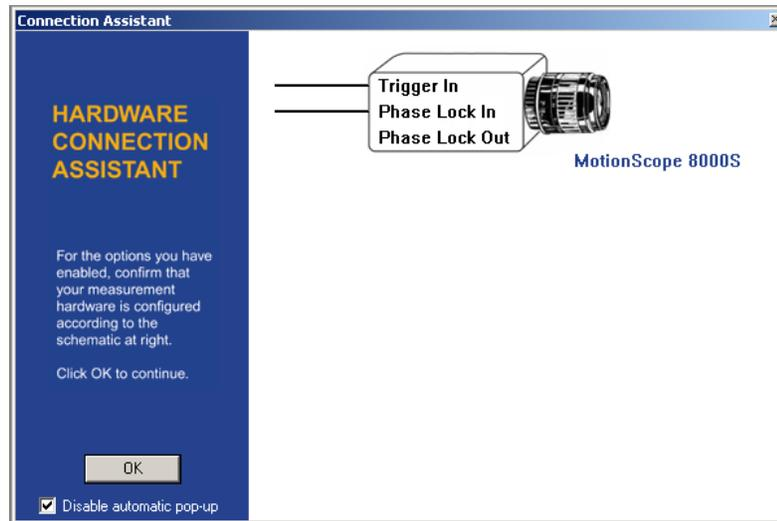 Connection Assistant
HARDWARE
CONNECTION
ASSISTANT
For the options you have
enabled, confirm that
your measurement
hardware is configured
according to the
schematic at right.
Click OK to continue.
OK
Disable automatic pop-up
Trigger In
Phase Lock In
Phase Lock Out
MotionScope 8000S